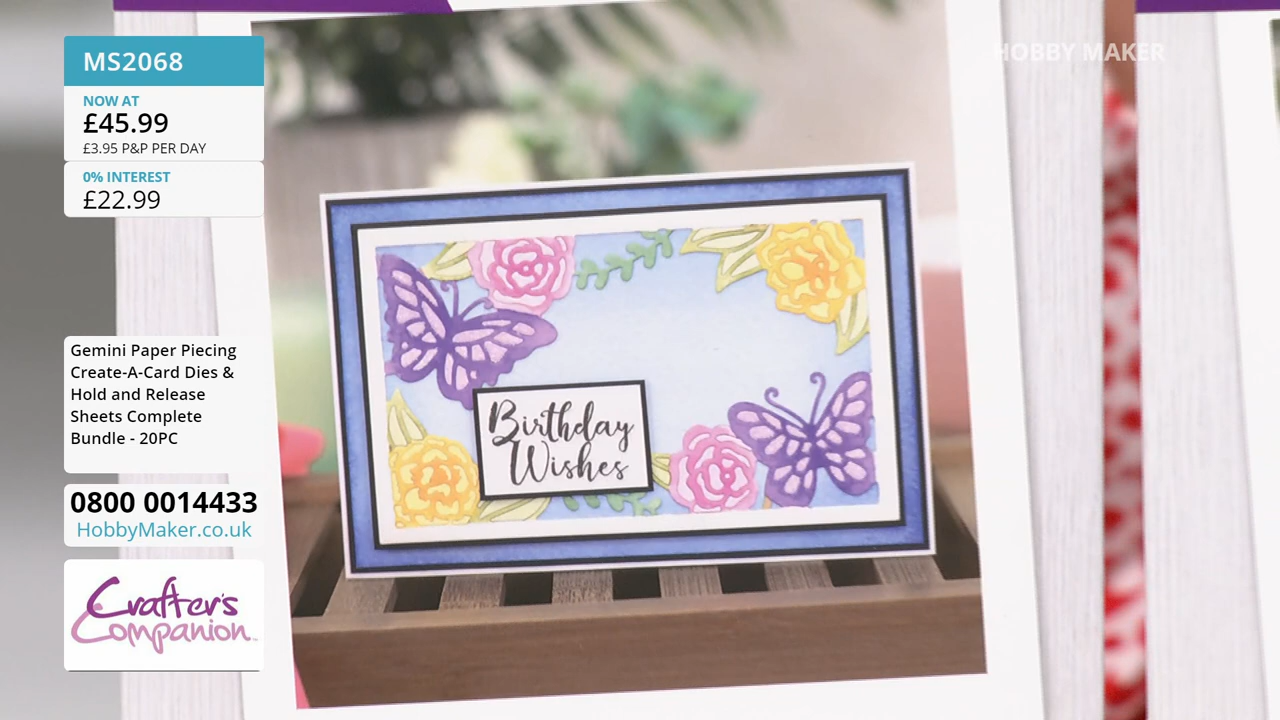 MS2068
NOW AT
£45.99
£3.95 P&P PER DAY
0% INTEREST
£22.99
Gemini Paper Piecing
Create-A-Card Dies &
Hold and Release
Sheets Complete
Bundle - 20PC
0800 0014433
HobbyMaker.co.uk
Crafter's
Companion
HOBBY MAKER
Birthday
Wishes